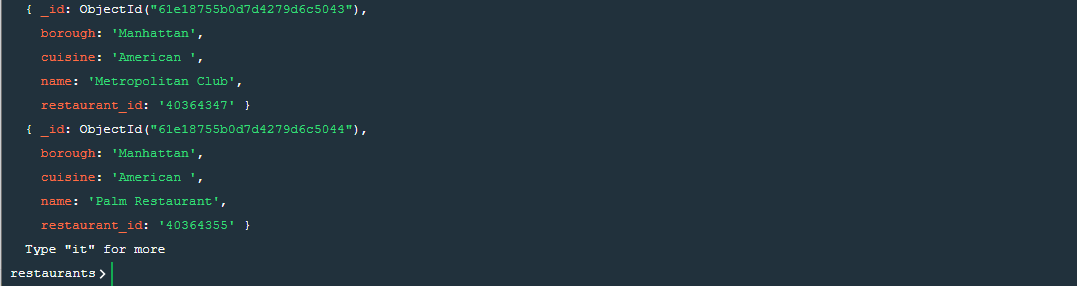 { _id: ObjectId("61e18755b0d7d4279d6c5043"),
borough: 'Manhattan',
cuisine: 'American ',
name: 'Metropolitan Club',
restaurant_id: '40364347' }
{ _id: ObjectId("61e18755b0d7d4279d6c5044"),
borough: 'Manhattan',
cuisine: 'American ',
name: 'Palm Restaurant',
restaurant_id: '40364355' }
Type "it" for more
restaurants>